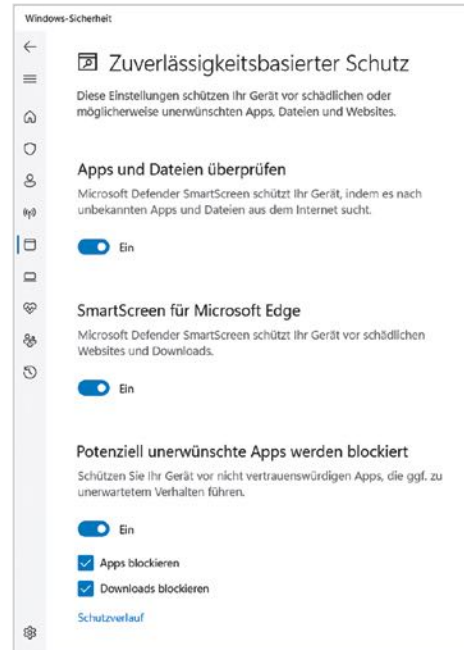 Windows-Sicherheit
Zuverlässigkeitsbasierter Schutz
Diese Einstellungen schützen Ihr Gerät vor schädlichen oder
möglicherweise unerwünschten Apps, Dateien und Websites.
Apps und Dateien überprüfen
Microsoft Defender SmartScreen schützt Ihr Gerät, indem es nach
unbekannten Apps und Dateien aus dem Internet sucht.
Ein
SmartScreen für Microsoft Edge
Microsoft Defender SmartScreen schützt Ihr Gerät vor schädlichen
Websites und Downloads.
Ein
Potenziell unerwünschte Apps werden blockiert
Schützen Sie Ihr Gerät vor nicht vertrauenswürdigen Apps, die ggf. zu
unerwartetem Verhalten führen.
Ein
Apps blockieren
Downloads blockieren
Schutzverlauf